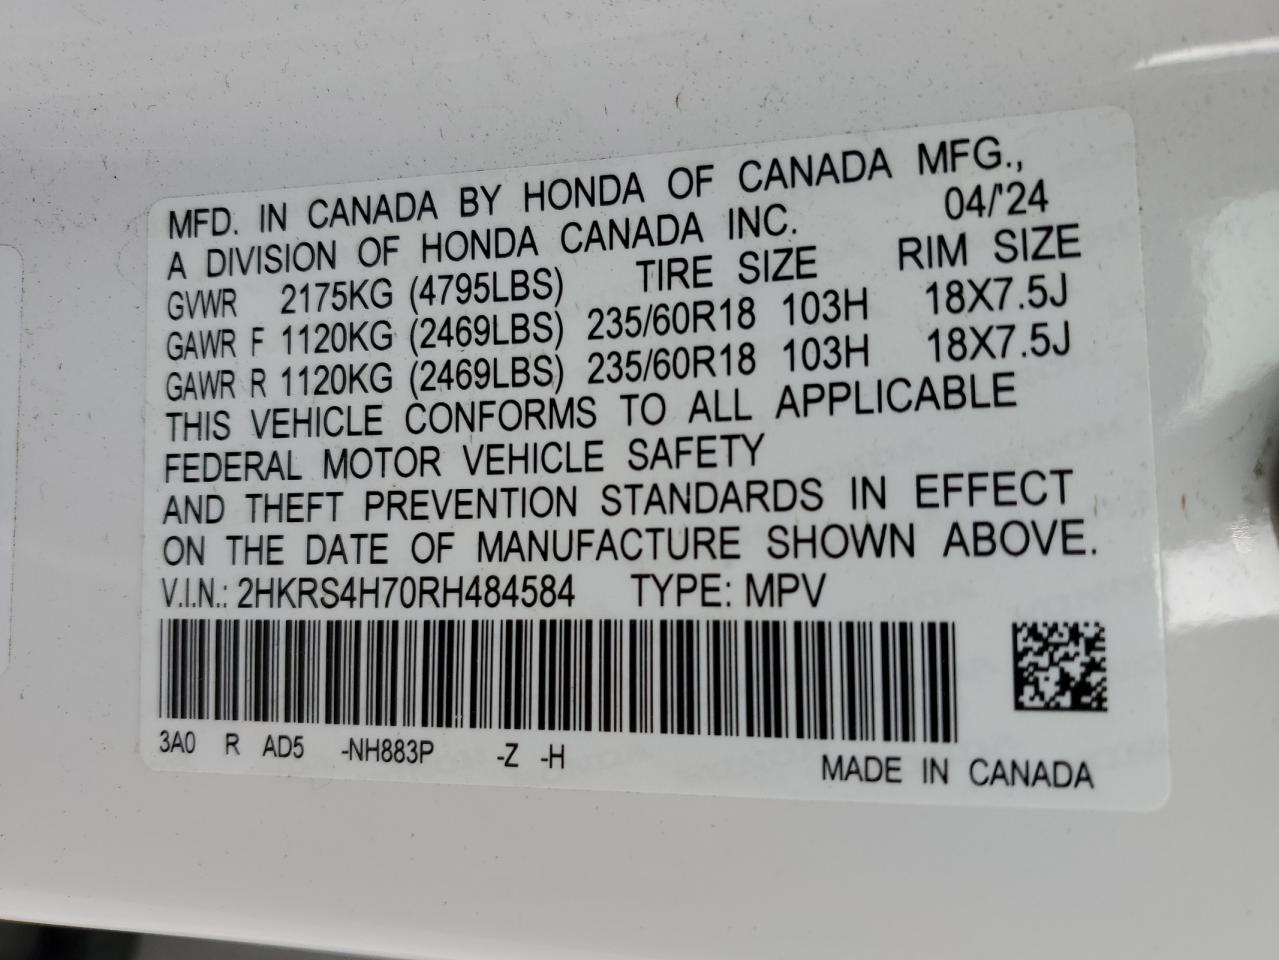 MFD. IN CANADA BY HONDA OF CANADA MFG.,
A DIVISION OF HONDA CANADA INC. 04/'24
GVWR 2175KG (4795LBS) TIRE SIZE RIM SIZE
GAWR F 1120KG (2469LBS) 235/60R18 103H 18X7.5J
GAWR R 1120KG (2469LBS) 235/60R18 103H 18X7.5J
THIS VEHICLE CONFORMS TO ALL APPLICABLE
FEDERAL MOTOR VEHICLE SAFETY
AND THEFT PREVENTION STANDARDS IN EFFECT
ON THE DATE OF MANUFACTURE SHOWN ABOVE.
V.I.N.: 2HKRS4H70RH484584 TYPE: MPV
3A0 R AD5 -NH883P -Z -H
MADE IN CANADA